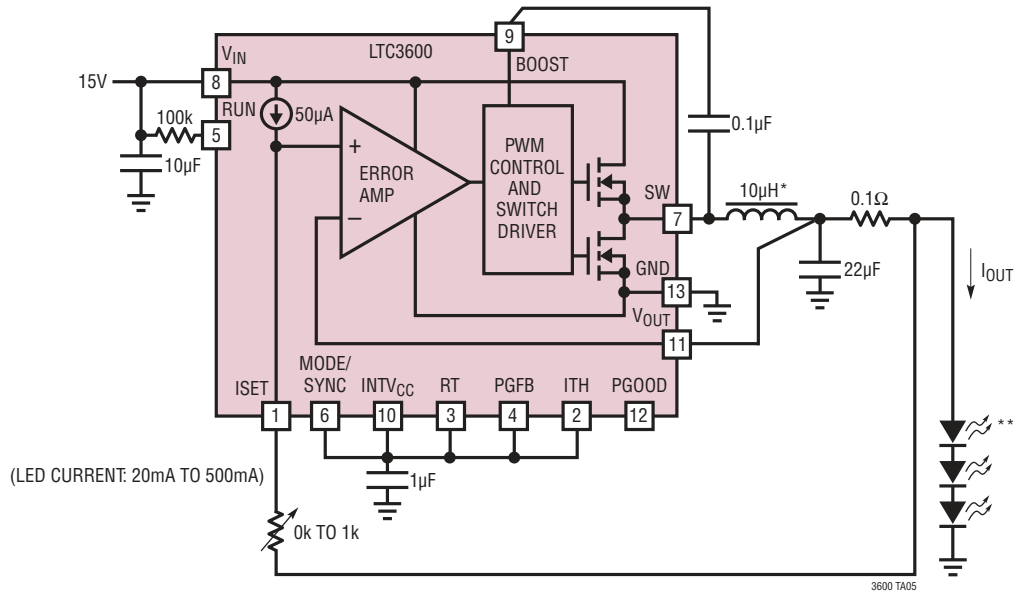 LTC3600
9
BOOST
VIN
15V
8
RUN
50µA
100k
5
10µF
+
ERROR
AMP
–
PWM
CONTROL
AND
SWITCH
DRIVER
0.1µF
SW
7
10µH*
0.1Ω
22µF
IOUT
GND
13
VOUT
11
**
ISET
MODE/
SYNC
INTVCC
RT
PGFB
ITH
PGOOD
1
6
10
3
4
2
12
1µF
(LED CURRENT: 20mA TO 500mA)
0k TO 1k
3600 TA05